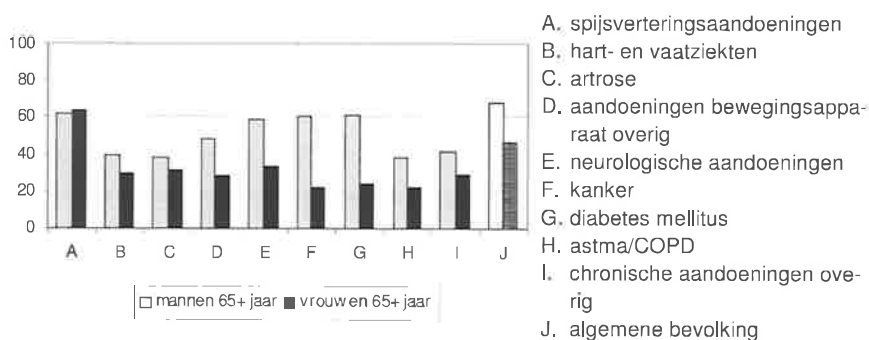 100
80
60
40
20
0
A B C D E F G H I J
mannen 65+ jaar vrouwen 65+ jaar
A. spijsverteringsaandoeningen
B. hart- en vaatziekten
C. artrose
D. aandoeningen bewegingsappa-
raat overig
E. neurologische aandoeningen
F. kanker
G. diabetes mellitus
H. astma/COPD
I. chronische aandoeningen ove-
rig
J. algemene bevolking